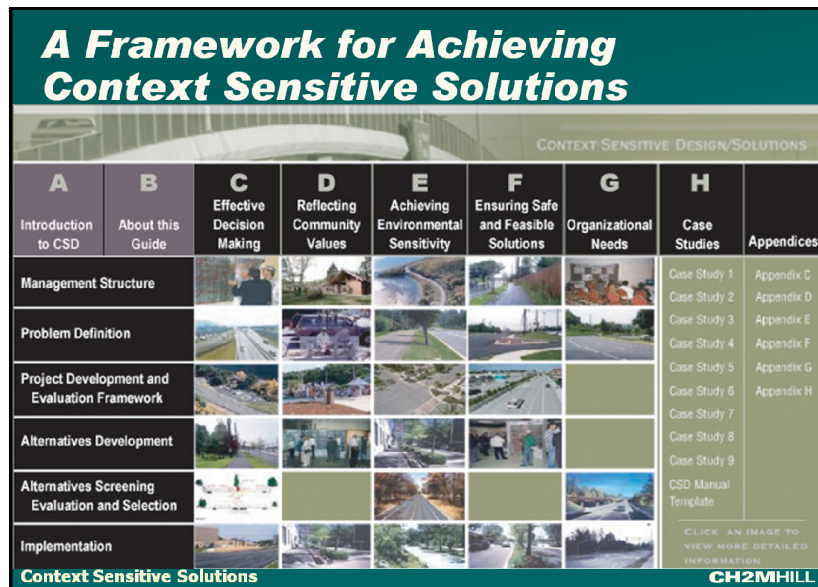 A Framework for Achieving
Context Sensitive Solutions
CONTEXT SENSITIVE DESIGN/SOLUTIONS
A
Introduction
to CSD
B
About this
Guide
C
Effective
Decision
Making
D
Reflecting
Community
Values
E
Achieving
Environmental
Sensitivity
F
Ensuring Safe
and Feasible
Solutions
G
Organizational
Needs
H
Case
Studies
Appendices
Management Structure
Problem Definition
Project Development and
Evaluation Framework
Alternatives Development
Alternatives Screening
Evaluation and Selection
Implementation
Case Study 1
Case Study 2
Case Study 3
Case Study 4
Case Study 5
Case Study 6
Case Study 7
Case Study 8
Case Study 9
CSD Manual
Template
Appendix C
Appendix D
Appendix E
Appendix F
Appendix G
Appendix H
CLICK AN IMAGE TO
VIEW MORE DETAILED
INFORMATION
Context Sensitive Solutions
CH2MHILL